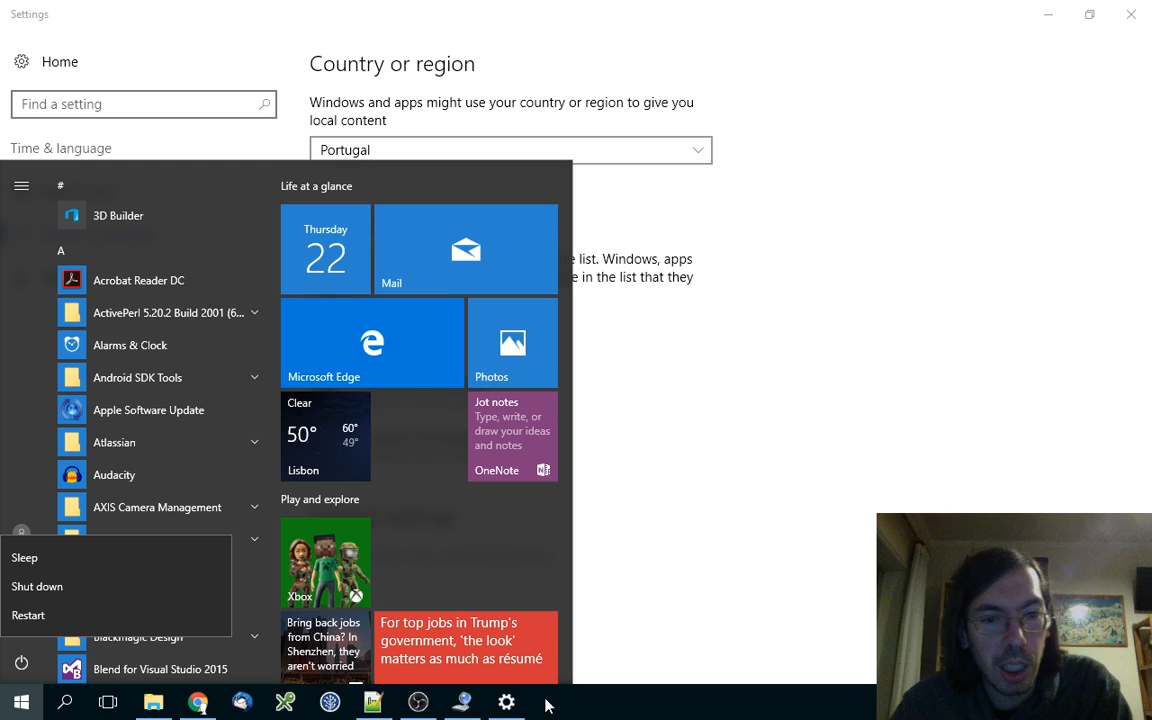 Settings
Home
Find a setting
Time & language
Country or region
Windows and apps might use your country or region to give you
local content
Portugal
e list. Windows, apps
e in the list that they
#
3D Builder
A
Acrobat Reader DC
ActivePerl 5.20.2 Build 2001 (6...
Alarms & Clock
Android SDK Tools
Apple Software Update
Atlassian
Audacity
AXIS Camera Management
Sleep
Shut down
Restart
Blackmagic Design
Blend for Visual Studio 2015
Life at a glance
Thursday
22
Mail
Microsoft Edge
Photos
Clear
50°
60°
49°
Lisbon
Jot notes
Type, write, or
draw your ideas
and notes
OneNote
Play and explore
Xbox
Bring back jobs
from China? In
Shenzhen, they
aren't worried
For top jobs in Trump's
government, 'the look'
matters as much as résumé